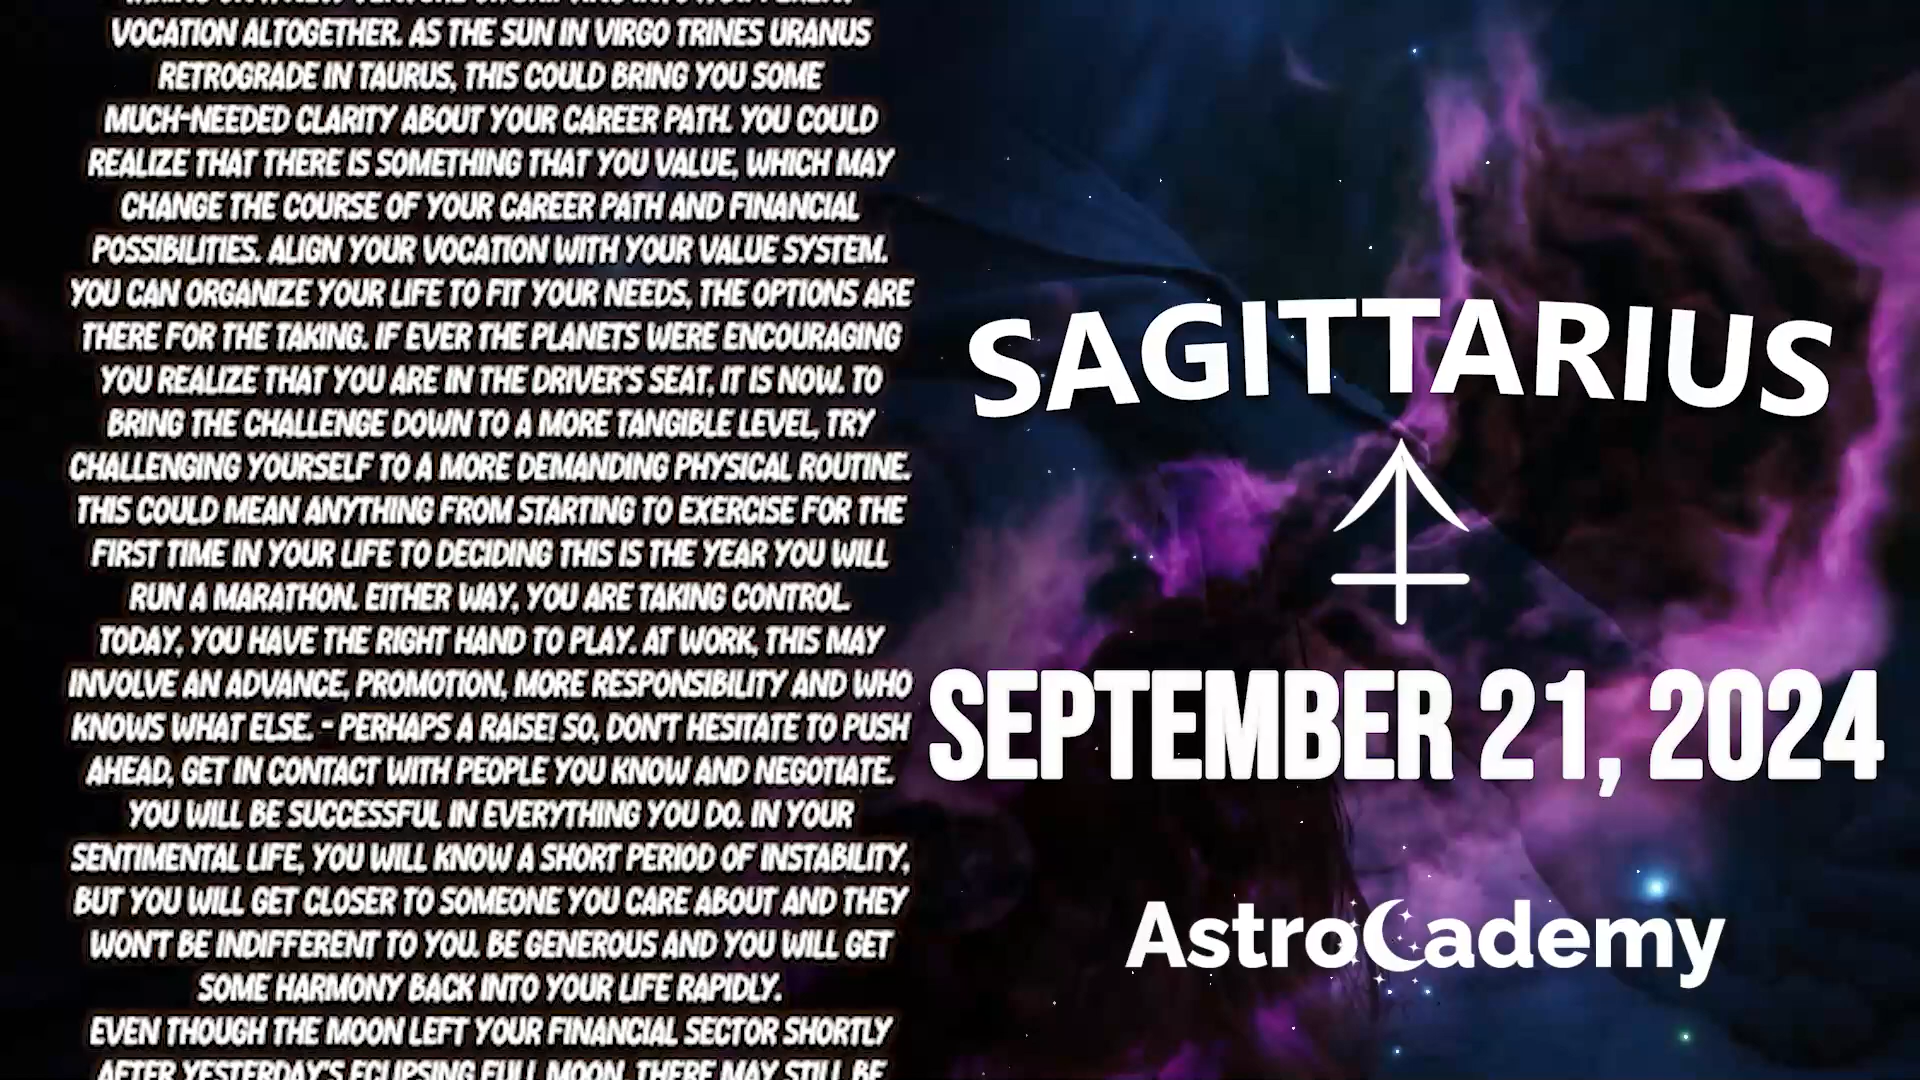 VOCATION ALTOGETHER. AS THE SUN IN VIRGO TRINES URANUS
RETROGRADE IN TAURUS, THIS COULD BRING YOU SOME
MUCH-NEEDED CLARITY ABOUT YOUR CAREER PATH. YOU COULD
REALIZE THAT THERE IS SOMETHING THAT YOU VALUE, WHICH MAY
CHANGE THE COURSE OF YOUR CAREER PATH AND FINANCIAL
POSSIBILITIES. ALIGN YOUR VOCATION WITH YOUR VALUE SYSTEM.
YOU CAN ORGANIZE YOUR LIFE TO FIT YOUR NEEDS, THE OPTIONS ARE
THERE FOR THE TAKING. IF EVER THE PLANETS WERE ENCOURAGING
YOU REALIZE THAT YOU ARE IN THE DRIVER'S SEAT, IT IS NOW. TO
BRING THE CHALLENGE DOWN TO A MORE TANGIBLE LEVEL, TRY
CHALLENGING YOURSELF TO A MORE DEMANDING PHYSICAL ROUTINE.
THIS COULD MEAN ANYTHING FROM STARTING TO EXERCISE FOR THE
FIRST TIME IN YOUR LIFE TO DECIDING THIS IS THE YEAR YOU WILL
RUN A MARATHON. EITHER WAY, YOU ARE TAKING CONTROL.
TODAY, YOU HAVE THE RIGHT HAND TO PLAY. AT WORK, THIS MAY
INVOLVE AN ADVANCE, PROMOTION, MORE RESPONSIBILITY AND WHO
KNOWS WHAT ELSE. - PERHAPS A RAISE! SO, DON'T HESITATE TO PUSH
AHEAD, GET IN CONTACT WITH PEOPLE YOU KNOW AND NEGOTIATE.
YOU WILL BE SUCCESSFUL IN EVERYTHING YOU DO. IN YOUR
SENTIMENTAL LIFE, YOU WILL KNOW A SHORT PERIOD OF INSTABILITY,
BUT YOU WILL GET CLOSER TO SOMEONE YOU CARE ABOUT AND THEY
WON'T BE INDIFFERENT TO YOU. BE GENEROUS AND YOU WILL GET
SOME HARMONY BACK INTO YOUR LIFE RAPIDLY.
EVEN THOUGH THE MOON LEFT YOUR FINANCIAL SECTOR SHORTLY
AFTER YESTERDAY'S ECLIPSING FULL MOON, THERE MAY STILL BE
SAGITTARIUS
SEPTEMBER 21, 2024
AstroCademy